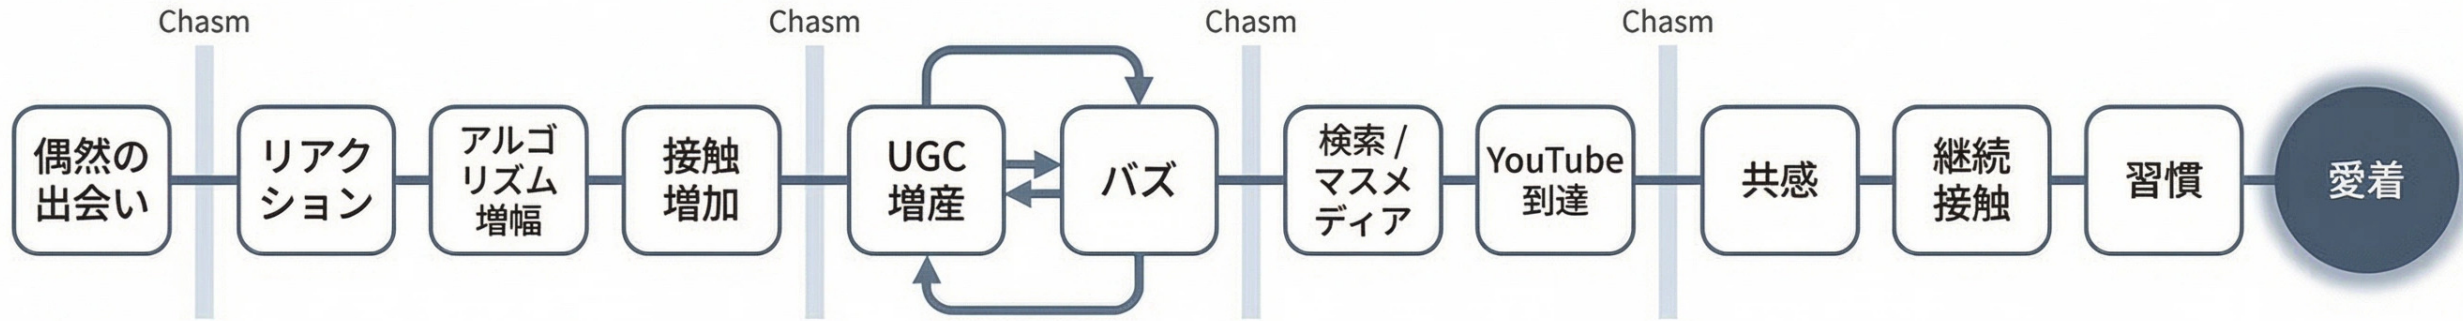 Chasm
Chasm
Chasm
Chasm
偶然の
出会い
リアク
ション
アルゴ
リズム
増幅
接触
増加
UGC
増産
バズ
検索 /
マスメ
ディア
YouTube
到達
共感
継続
接触
習慣
愛着